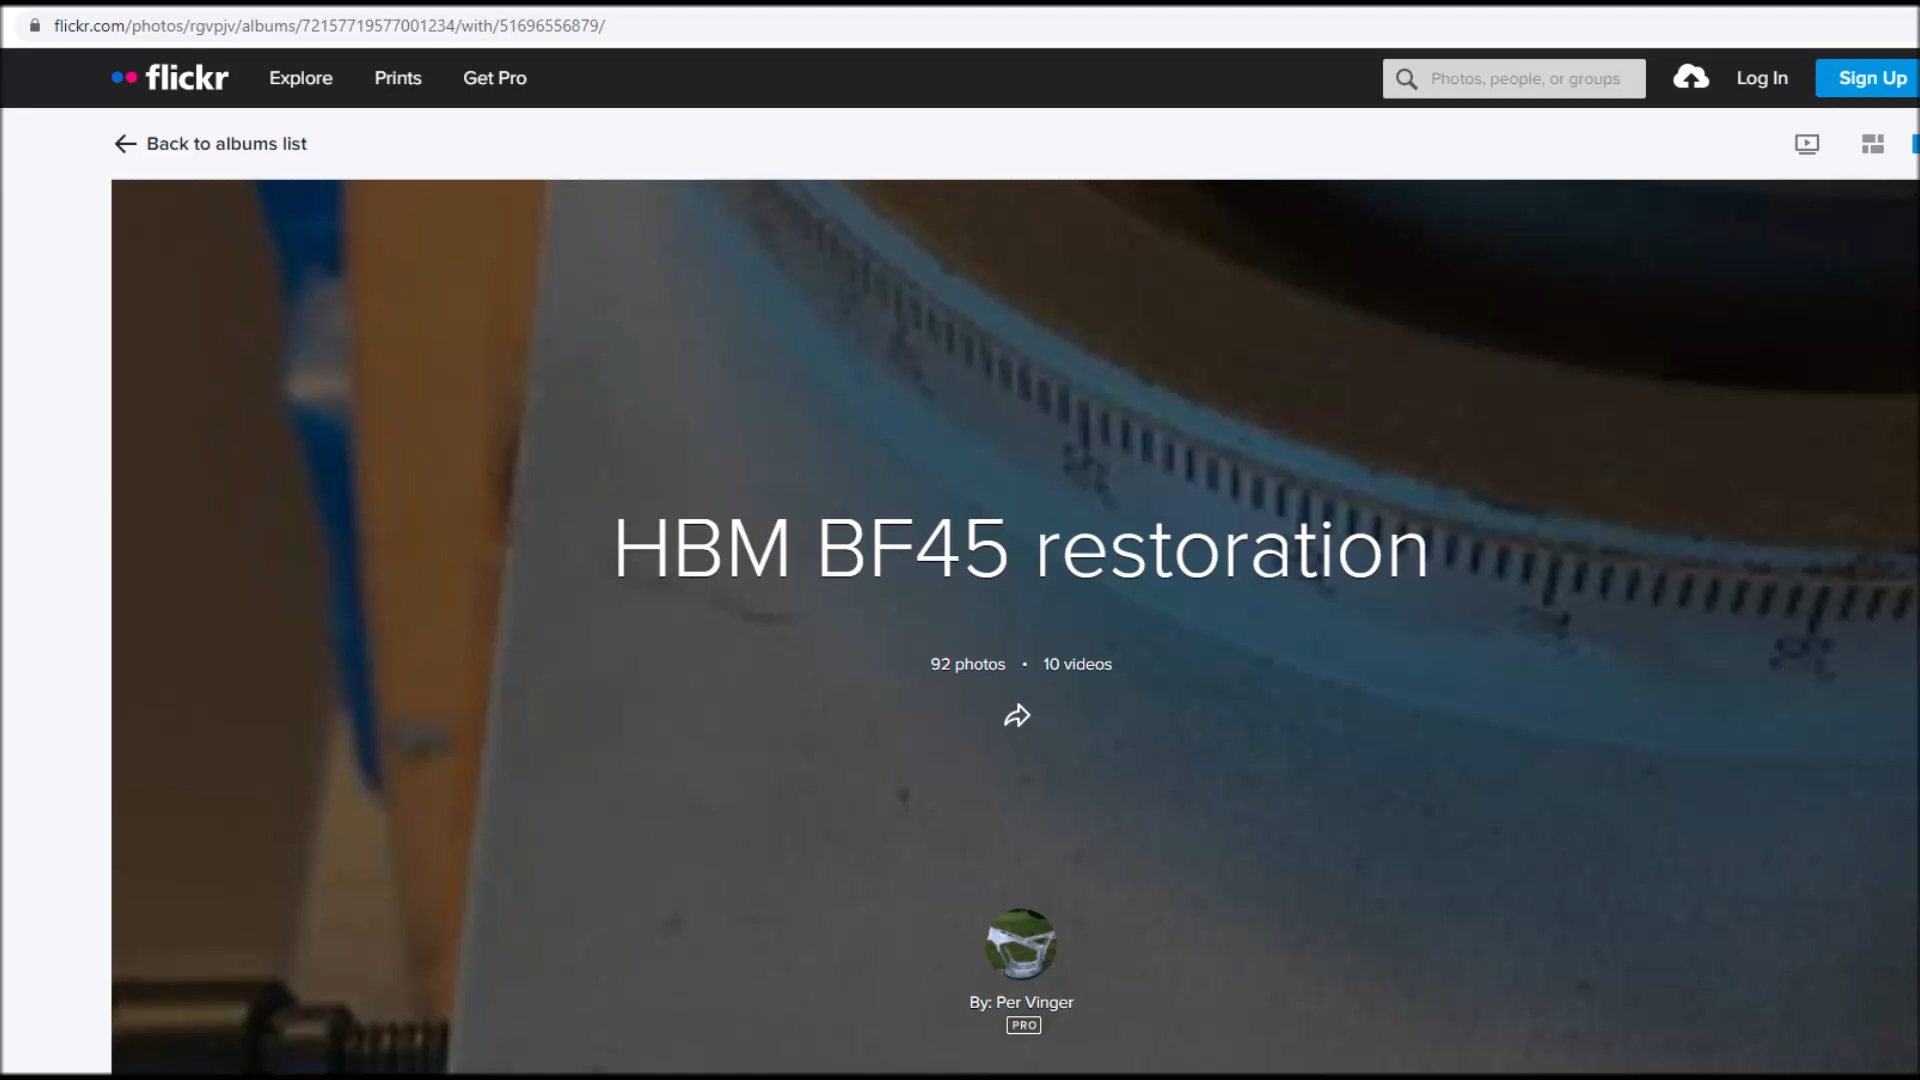 flickr.com/photos/rgvpjv/albums/72157719577001234/with/51696556879/
flickr Explore Prints Get Pro Photos, people, or groups Log In Sign Up
Back to albums list
HBM BF45 restoration
92 photos • 10 videos
By: Per Vinger
PRO